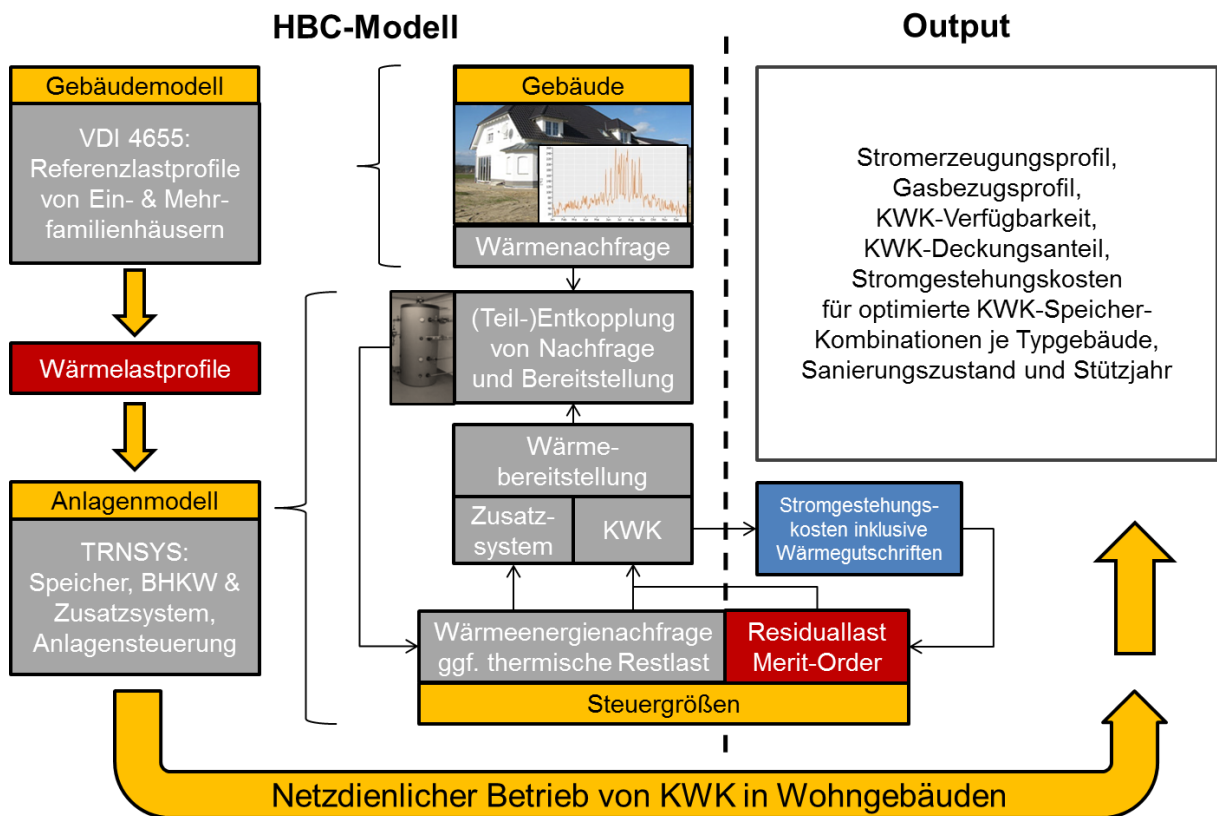 HBC-Modell
Output
Gebäudemodell
VDI 4655:
Referenzlastprofile
von Ein- & Mehr-
familienhäusern
Wärmelastprofile
Anlagenmodell
TRNSYS:
Speicher, BHKW &
Zusatzsystem,
Anlagensteuerung
Gebäude
Wärmenachfrage
(Teil-)Entkopplung
von Nachfrage
und Bereitstellung
Wärme-
bereitstellung
Zusatz-
system
KWK
Wärmeenergienachfrage
ggf. thermische Restlast
Residuallast
Merit-Order
Steuergrößen
Stromgestehungs-
kosten inklusive
Wärmegutschriften
Stromerzeugungsprofil,
Gasbezugsprofil,
KWK-Verfügbarkeit,
KWK-Deckungsanteil,
Stromgestehungskosten
für optimierte KWK-Speicher-
Kombinationen je Typgebäude,
Sanierungszustand und Stützjahr
Netzdienlicher Betrieb von KWK in Wohngebäuden